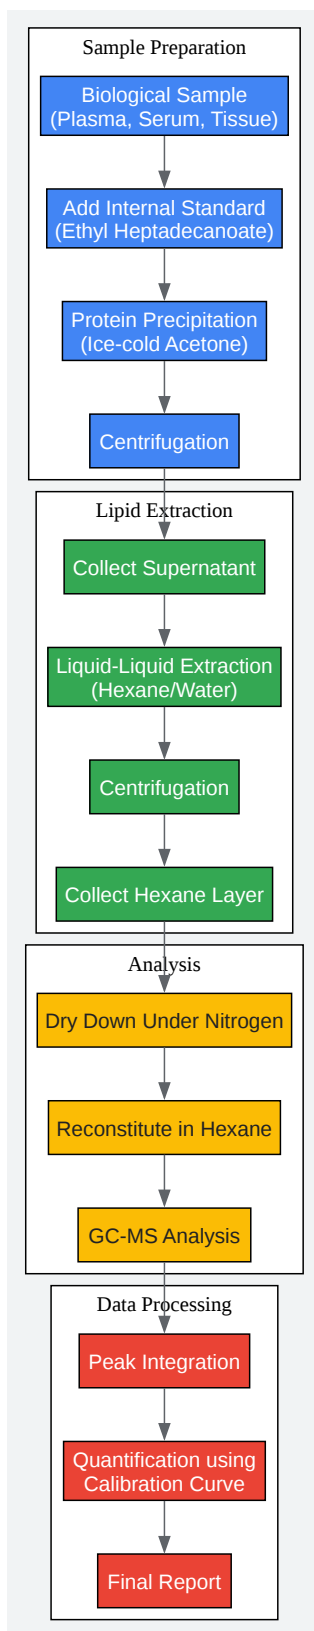 Sample Preparation
Biological Sample
(Plasma, Serum, Tissue)
Add Internal Standard
(Ethyl Heptadecanoate)
Protein Precipitation
(Ice-cold Acetone)
Centrifugation
Lipid Extraction
Collect Supernatant
Liquid-Liquid Extraction
(Hexane/Water)
Centrifugation
Collect Hexane Layer
Analysis
Dry Down Under Nitrogen
Reconstitute in Hexane
GC-MS Analysis
Data Processing
Peak Integration
Quantification using
Calibration Curve
Final Report